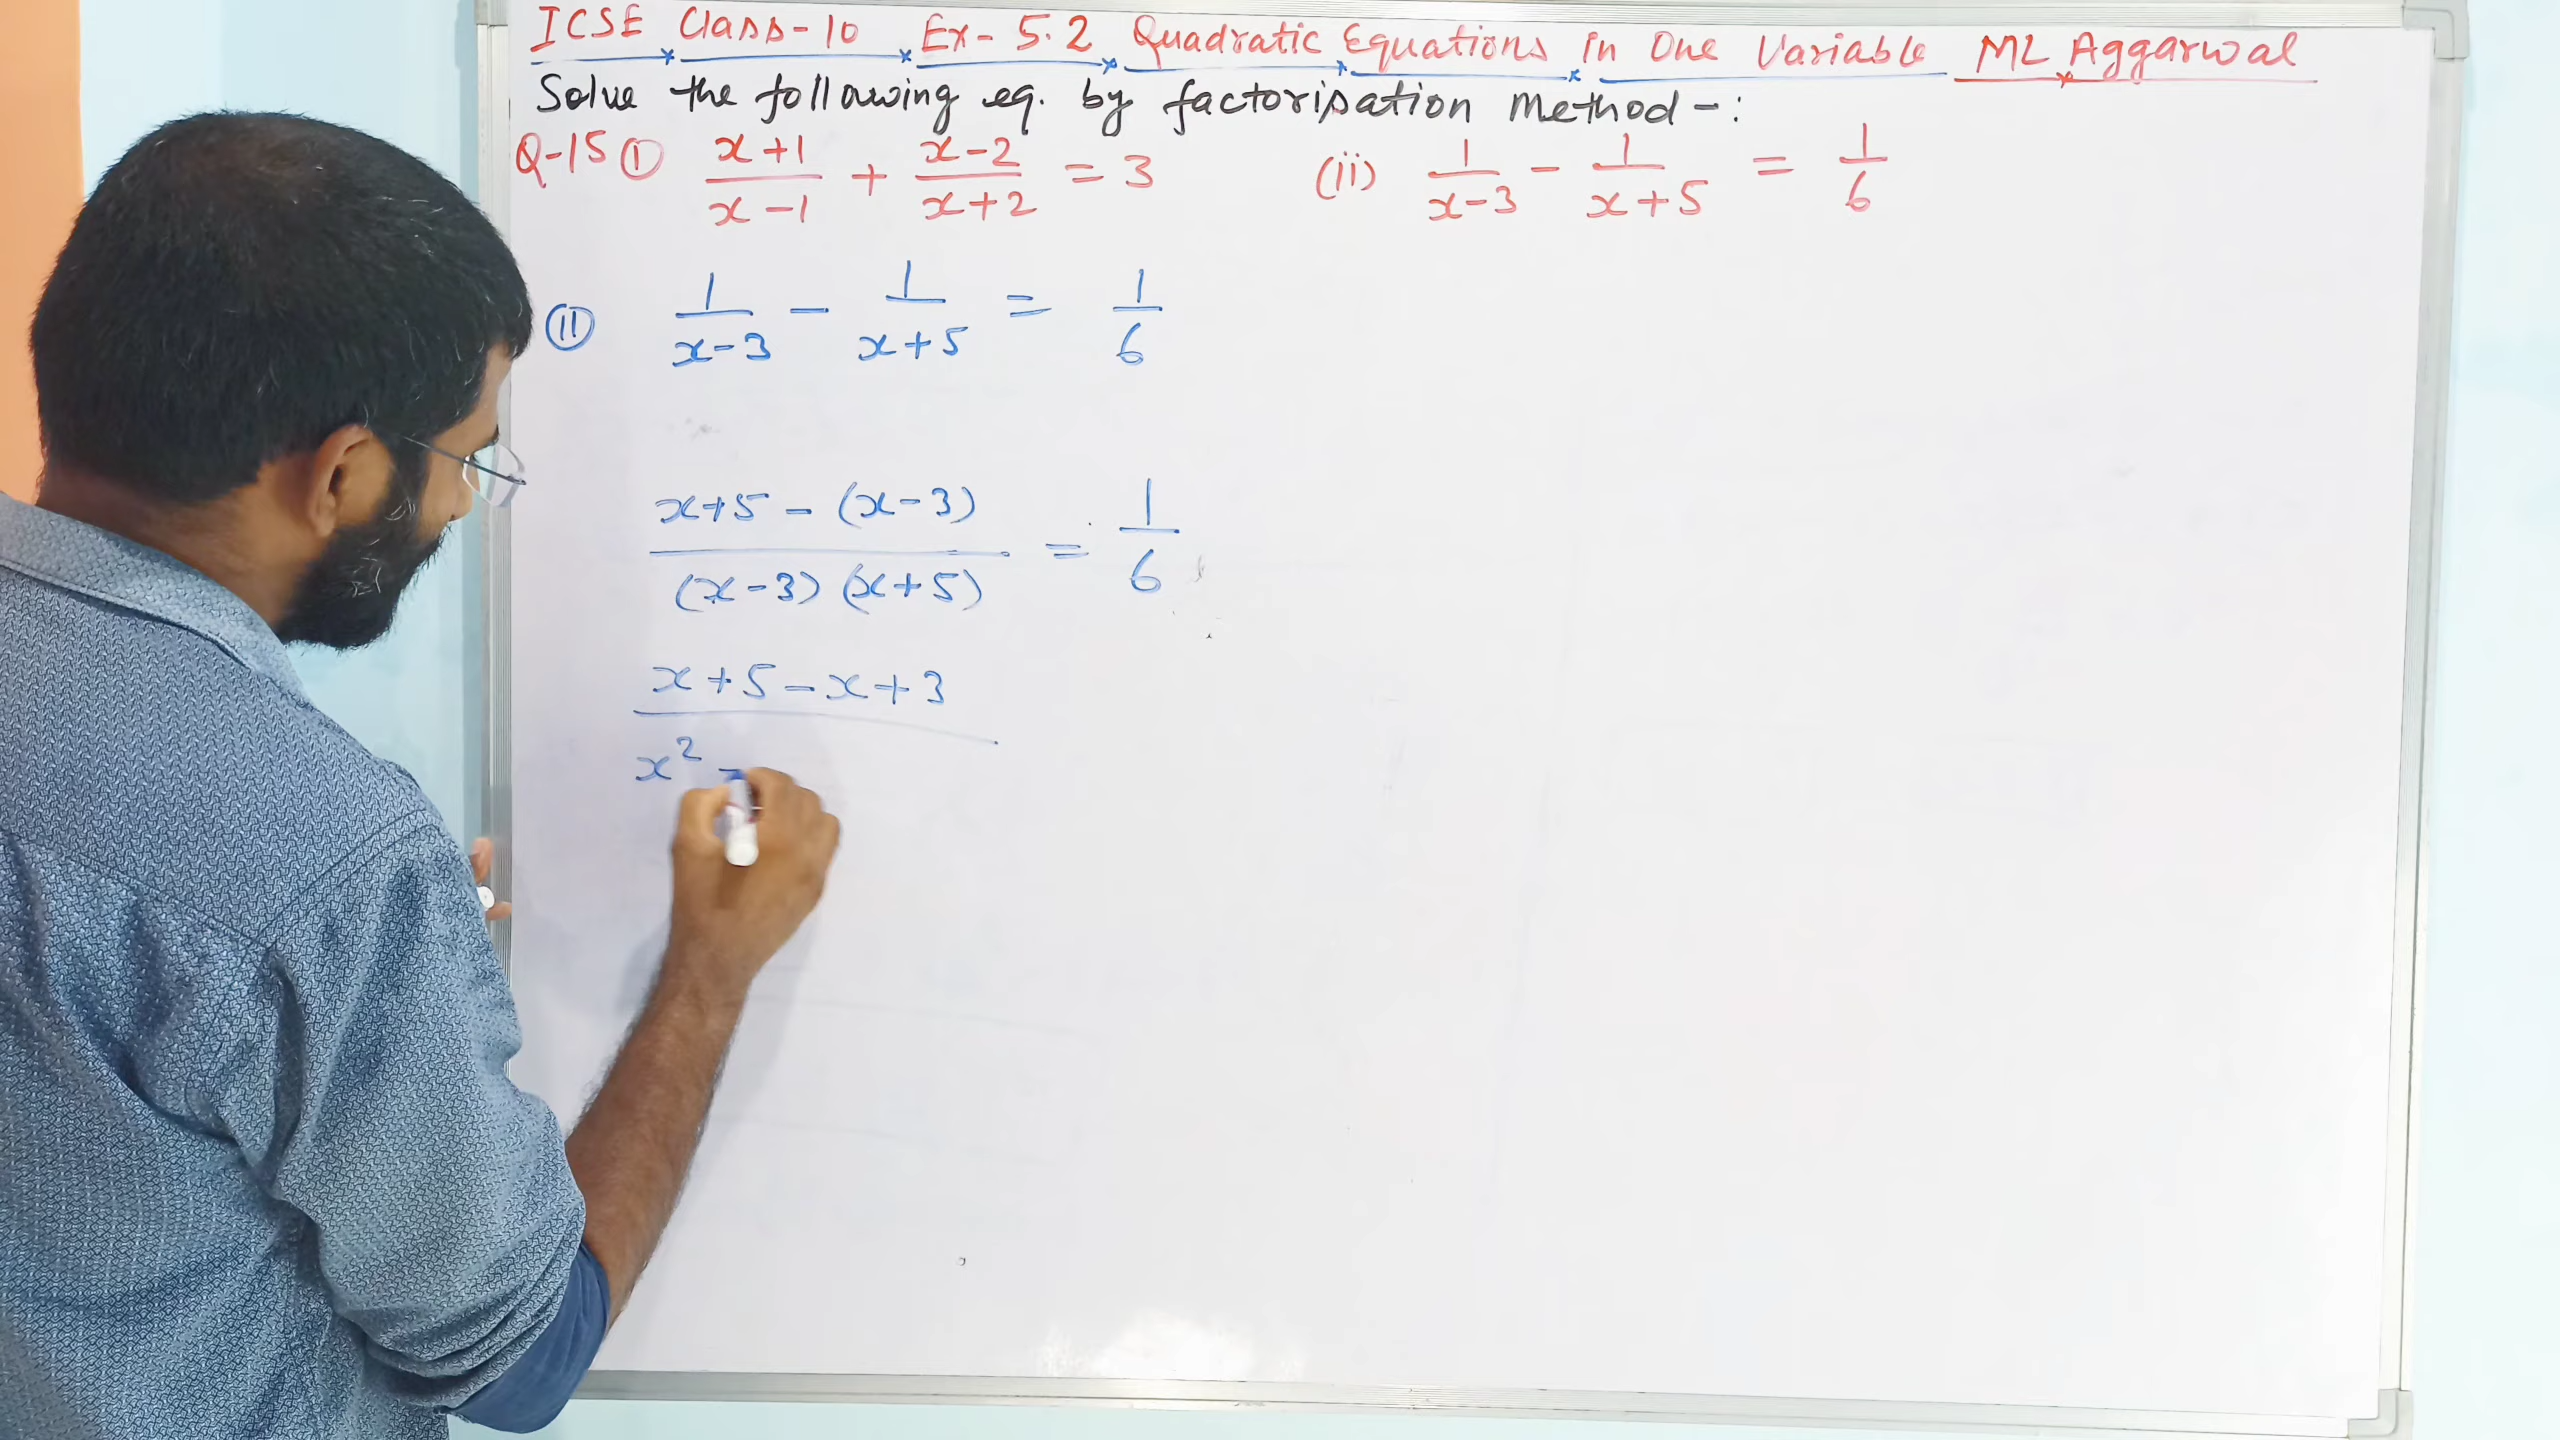 ICSE Class-10 Ex-5.2 Quadratic Equations in One Variable ML Aggarwal
Solve the following eq. by factorisation method-:
Q-15 (i) (x+1)/(x-1) + (x-2)/(x+2) = 3 (ii) 1/(x-3) - 1/(x+5) = 1/6
(ii) 1/(x-3) - 1/(x+5) = 1/6
(x+5-(x-3))/((x-3)(x+5)) = 1/6
x+5-x+3
x² -